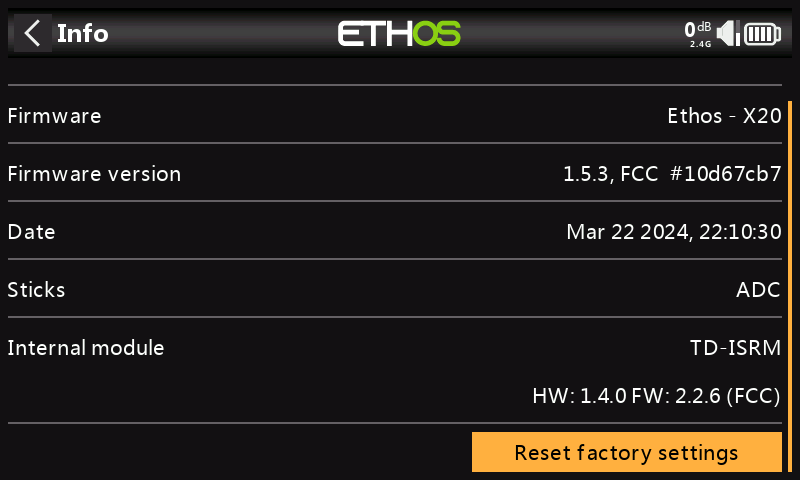 Info
ETHOS
0 dB
2.4G
Firmware
Ethos - X20
Firmware version
1.5.3, FCC #10d67cb7
Date
Mar 22 2024, 22:10:30
Sticks
ADC
Internal module
TD-ISRM
HW: 1.4.0 FW: 2.2.6 (FCC)
Reset factory settings